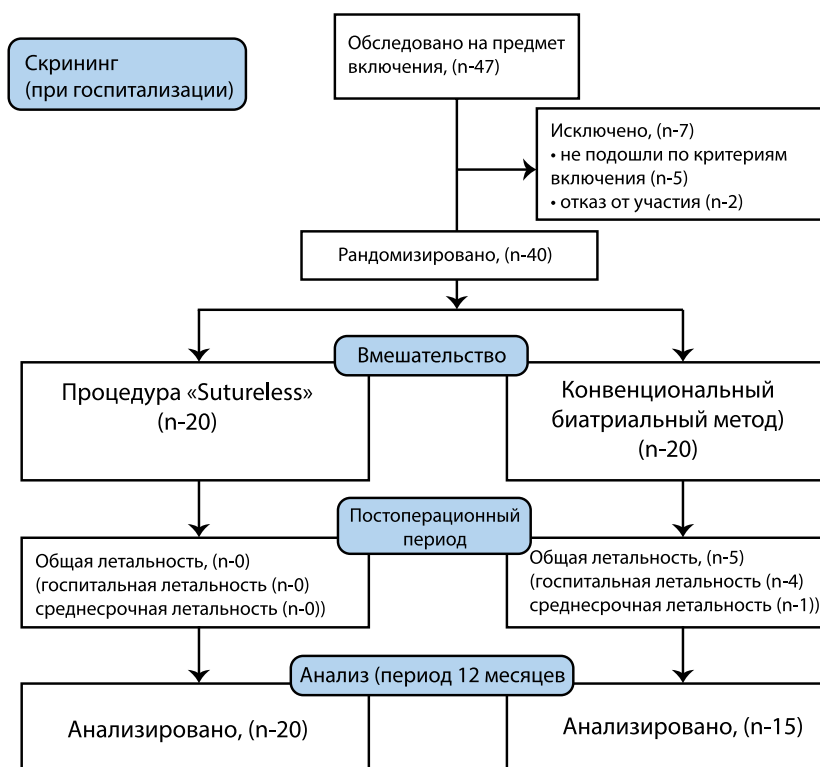 Скрининг
(при госпитализации)
Обследовано на предмет
включения, (n-47)
Исключено, (n-7)
• не подошли по критериям
включения (n-5)
• отказ от участия (n-2)
Рандомизировано, (n-40)
Вмешательство
Процедура «Sutureless»
(n-20)
Конвенциональный
биатриальный метод)
(n-20)
Постоперационный
период
Общая летальность, (n-0)
(госпитальная летальность (n-0)
среднесрочная летальность (n-0))
Общая летальность, (n-5)
(госпитальная летальность (n-4)
среднесрочная летальность (n-1))
Анализ (период 12 месяцев
Анализировано, (n-20)
Анализировано, (n-15)